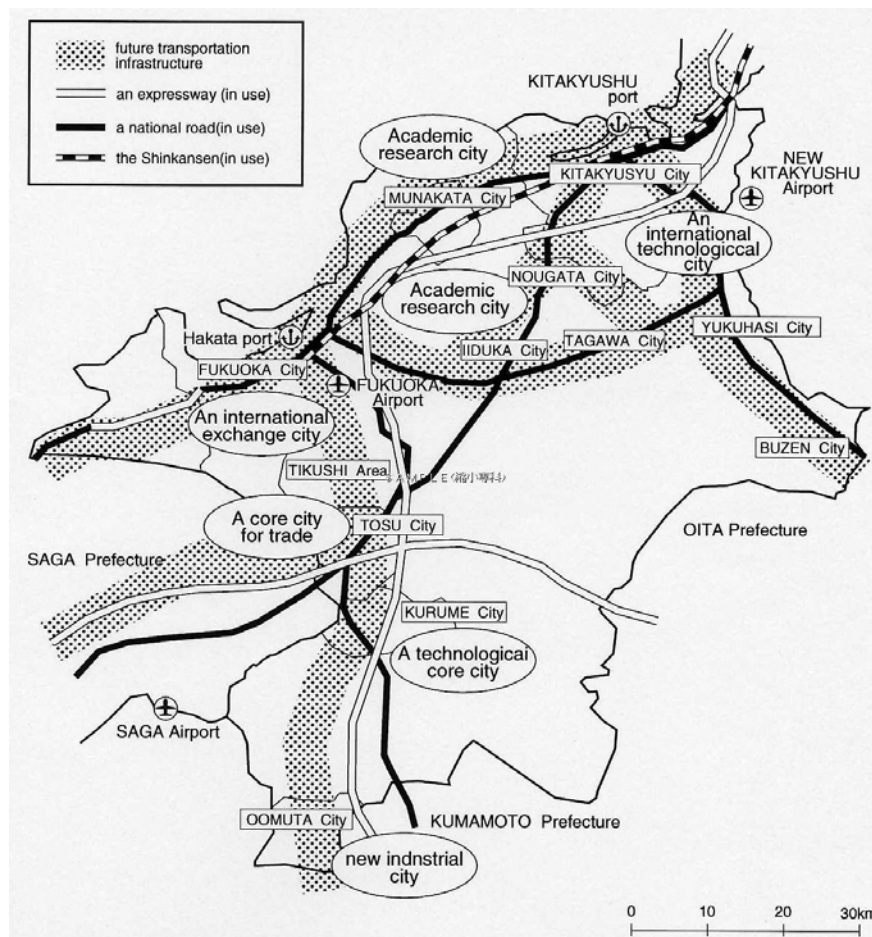 future transportation
infrastructure
an expressway (in use)
a national road(in use)
the Shinkansen(in use)
KITAKYUSHU
port
Academic
research city
KITAKYUSYU City
NEW
KITAKYUSHU
Airport
MUNAKATA City
An
international
technologiccal
city
NOUGATA City
Academic
research city
Hakata port
YUKUHASI City
TAGAWA City
IIDUKA City
FUKUOKA City
FUKUOKA
Airport
An international
exchange city
BUZEN City
TIKUSHI Area
A core city
for trade
TOSU City
OITA Prefecture
SAGA Prefecture
KURUME City
A technological
core city
SAGA Airport
OOMUTA City
KUMAMOTO Prefecture
new indnstrial
city
0 10 20 30km